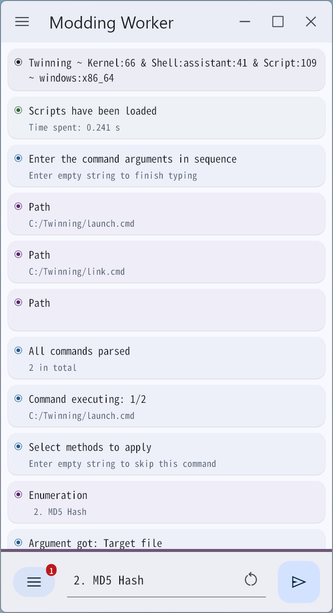 Modding Worker
Twinning ~ Kernel:66 & Shell:assistant:41 & Script:109
~ windows:x86_64
Scripts have been loaded
Time spent: 0.241 s
Enter the command arguments in sequence
Enter empty string to finish typing
Path
C:/Twinning/launch.cmd
Path
C:/Twinning/link.cmd
Path
All commands parsed
2 in total
Command executing: 1/2
C:/Twinning/launch.cmd
Select methods to apply
Enter empty string to skip this command
Enumeration
2. MD5 Hash
Argument got: Target file
1
2. MD5 Hash